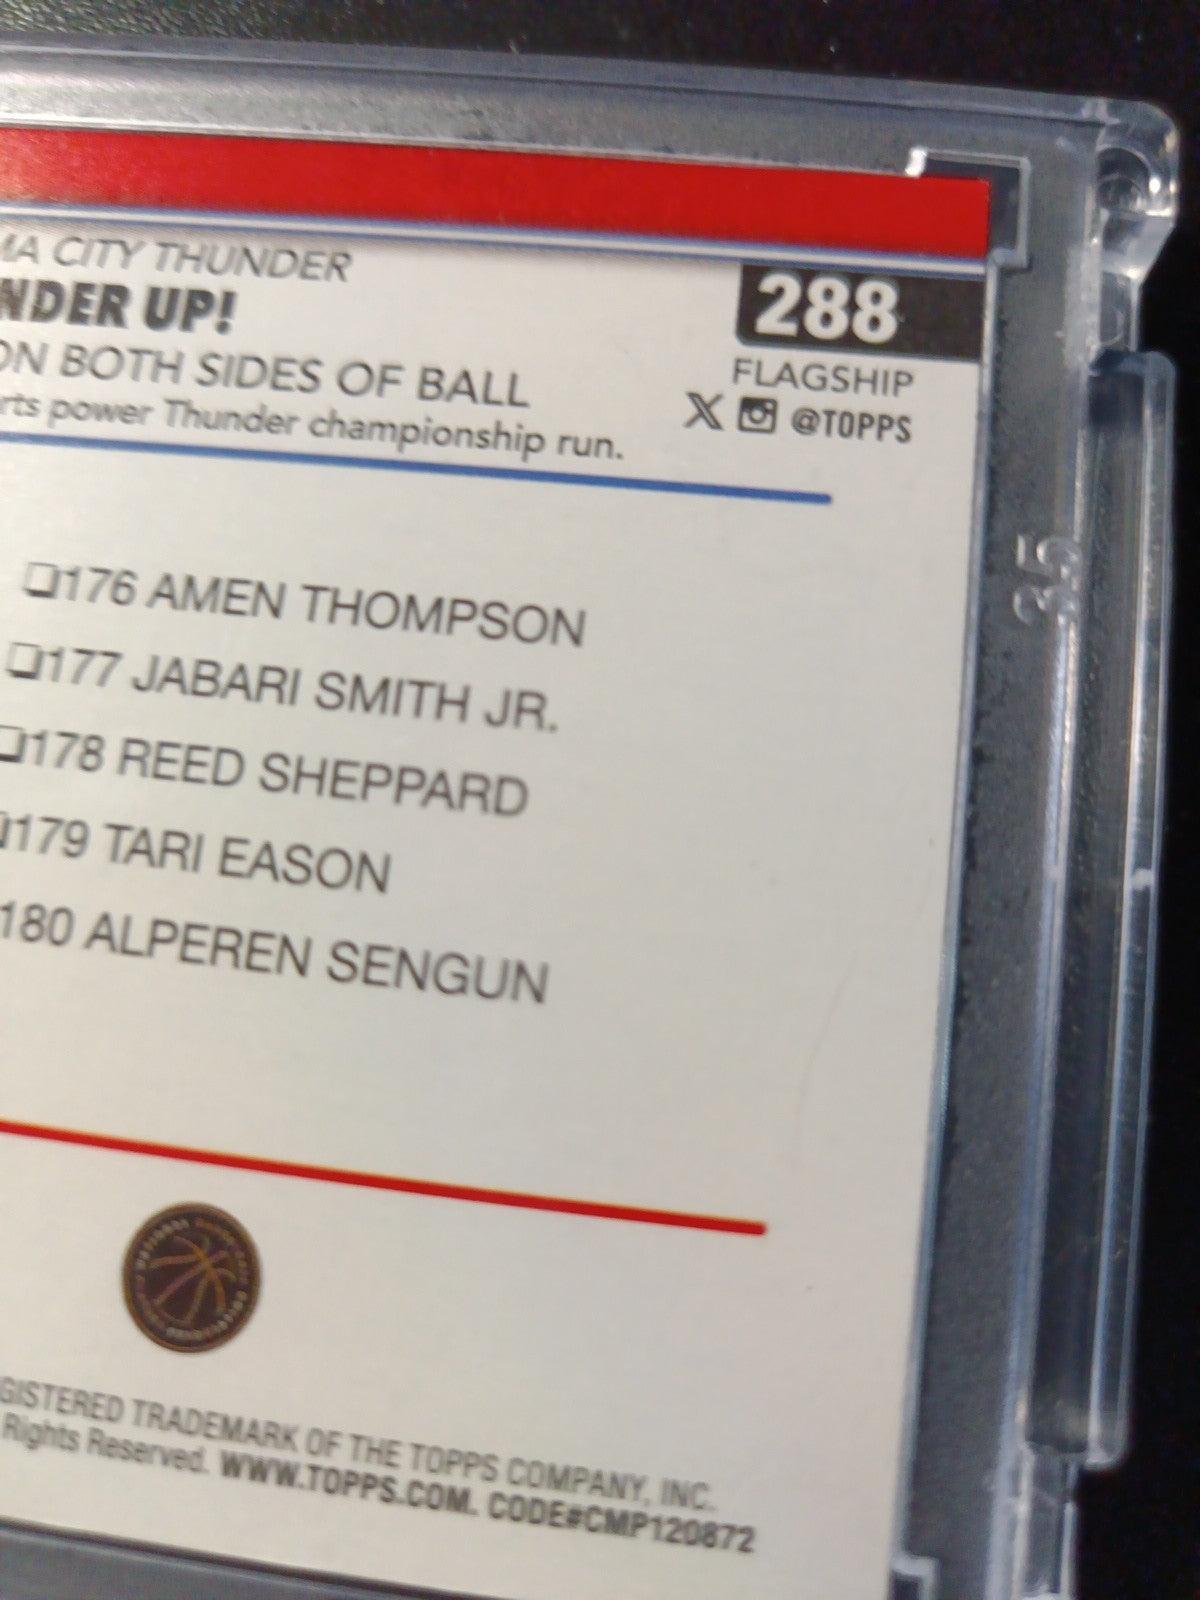 MA CITY THUNDER
NDER UP!
288
ON BOTH SIDES OF BALL
FLAGSHIP
rts power Thunder championship run.
X @TOPPS
❏176 AMEN THOMPSON
❏177 JABARI SMITH JR.
❏178 REED SHEPPARD
❏179 TARI EASON
180 ALPEREN SENGUN
35
GISTERED TRADEMARK OF THE TOPPS COMPANY, INC.
Rights Reserved. WWW.TOPPS.COM. CODE#CMP120872